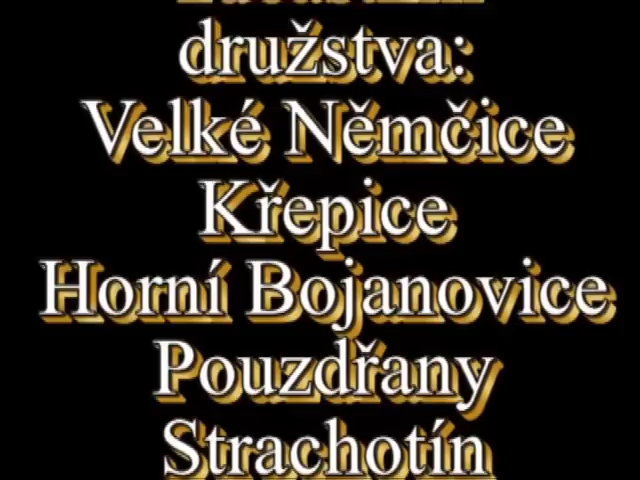 družstva:
Velké Němčice
Křepice
Horní Bojanovice
Pouzdřany
Strachotín